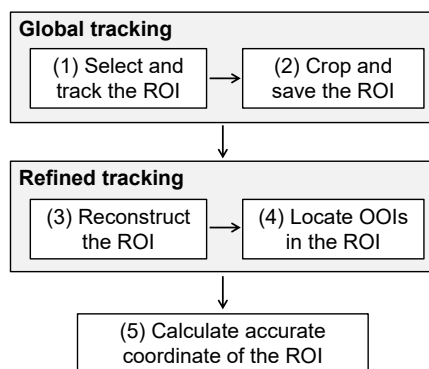 Global tracking
(1) Select and
track the ROI
(2) Crop and
save the ROI
Refined tracking
(3) Reconstruct
the ROI
(4) Locate OOIs
in the ROI
(5) Calculate accurate
coordinate of the ROI